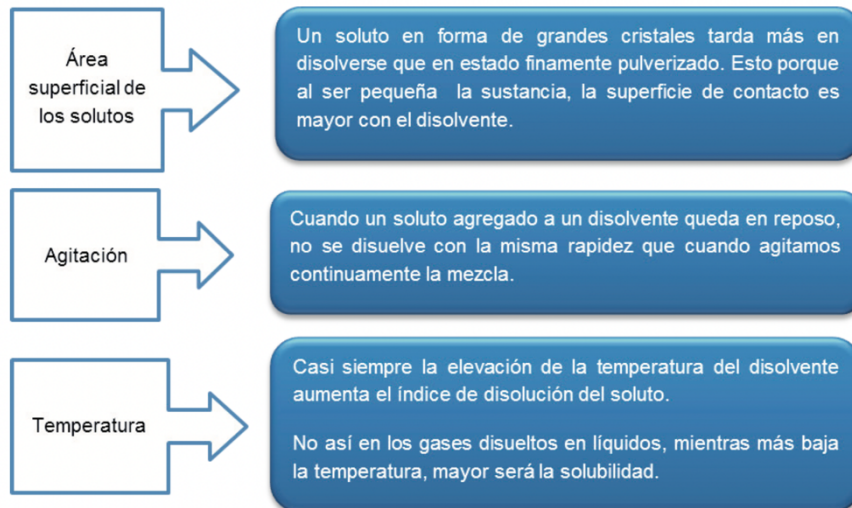 Área
superficial de
los solutos
Un soluto en forma de grandes cristales tarda más en
disolverse que en estado finamente pulverizado. Esto porque
al ser pequeña la sustancia, la superficie de contacto es
mayor con el disolvente.
Agitación
Cuando un soluto agregado a un disolvente queda en reposo,
no se disuelve con la misma rapidez que cuando agitamos
continuamente la mezcla.
Temperatura
Casi siempre la elevación de la temperatura del disolvente
aumenta el índice de disolución del soluto.
No así en los gases disueltos en líquidos, mientras más baja
la temperatura, mayor será la solubilidad.